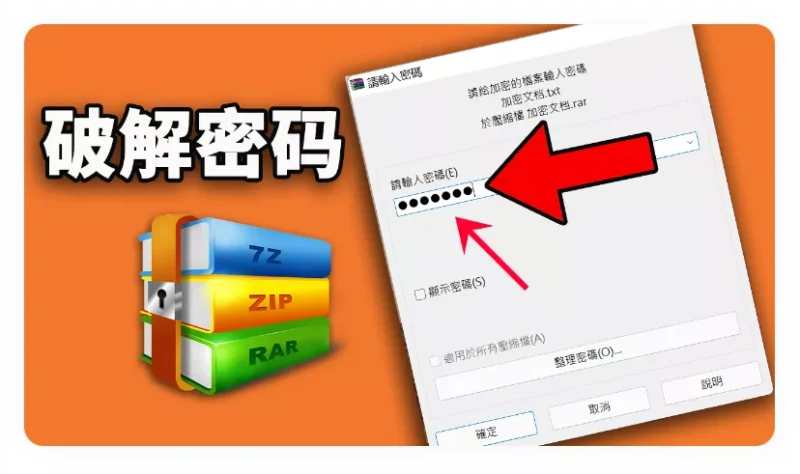 破解密码
7Z
ZIP
RAR
請輸入密碼
請給加密的檔案輸入密碼
加密文档.txt
於壓縮檔 加密文档.rar
請輸入密碼(E)
顯示密碼(S)
適用於所有壓縮檔(A)
整理密碼(O)...
確定
取消
說明